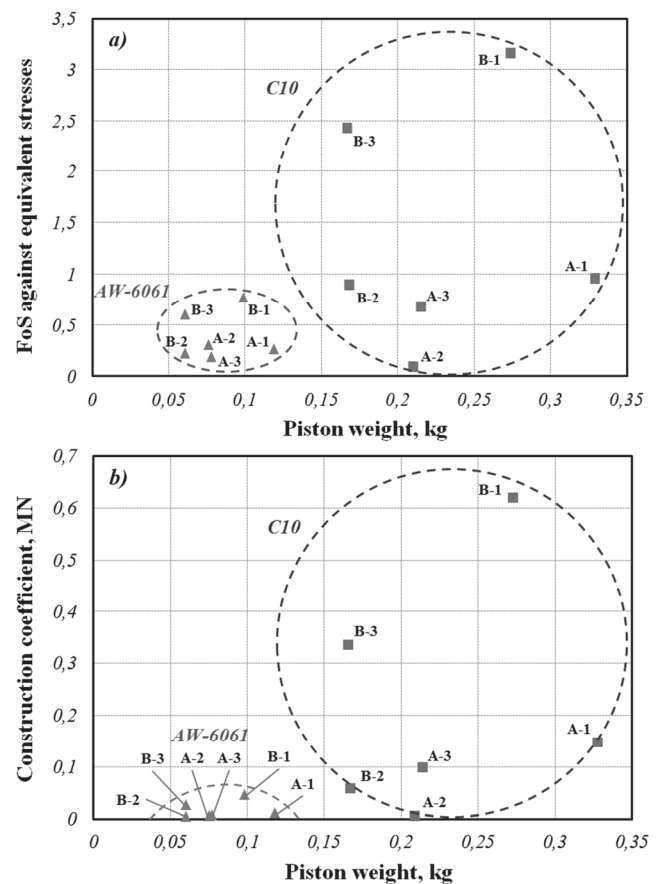 a)
FoS against equivalent stresses
3,5
3
2,5
2
1,5
1
0,5
0
C10
B-1
B-3
A-1
B-2
A-3
A-2
AW-6061
B-3
B-1
B-2
A-2
A-1
A-3
0
0,05
0,1
0,15
0,2
0,25
0,3
0,35
Piston weight, kg
b)
Construction coefficient, MN
0,7
0,6
0,5
0,4
0,3
0,2
0,1
0
C10
B-1
B-3
A-1
A-3
B-2
A-2
AW-6061
B-3
A-2
A-3
B-1
B-2
A-1
0
0,05
0,1
0,15
0,2
0,25
0,3
0,35
Piston weight, kg